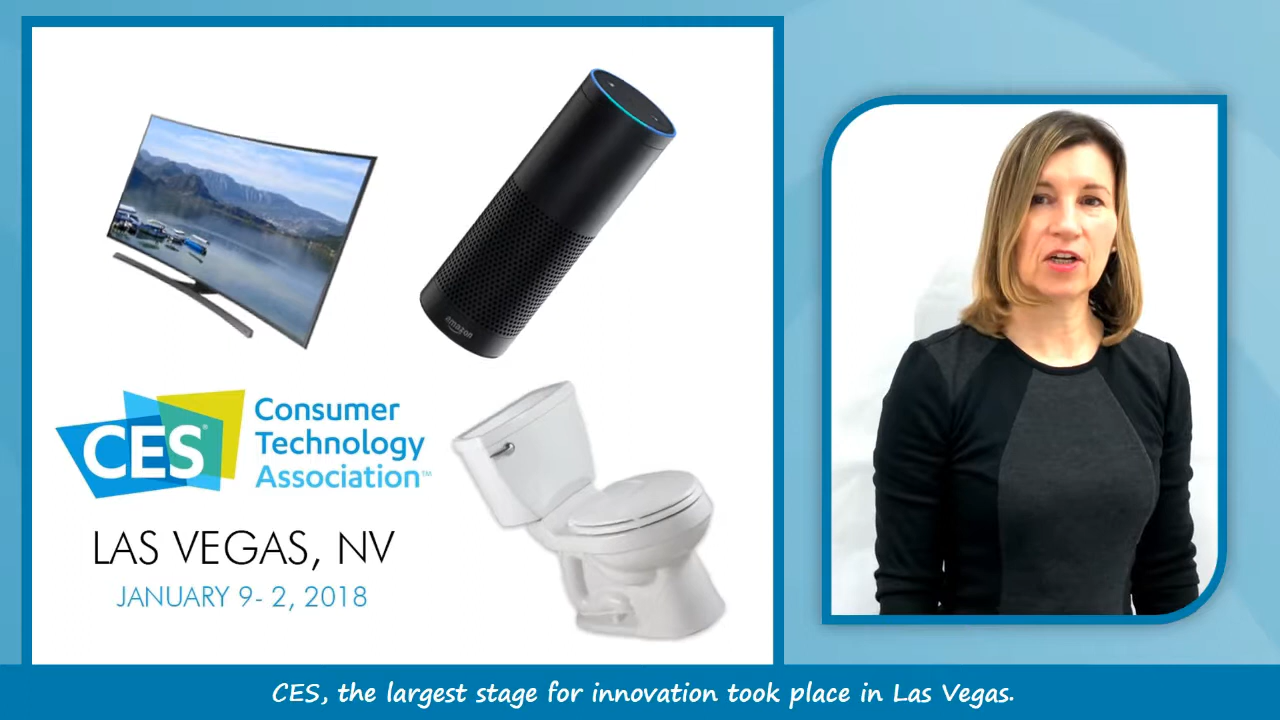 amazon
CES®
Consumer
Technology
Association™
LAS VEGAS, NV
JANUARY 9- 2, 2018
CES, the largest stage for innovation took place in Las Vegas.